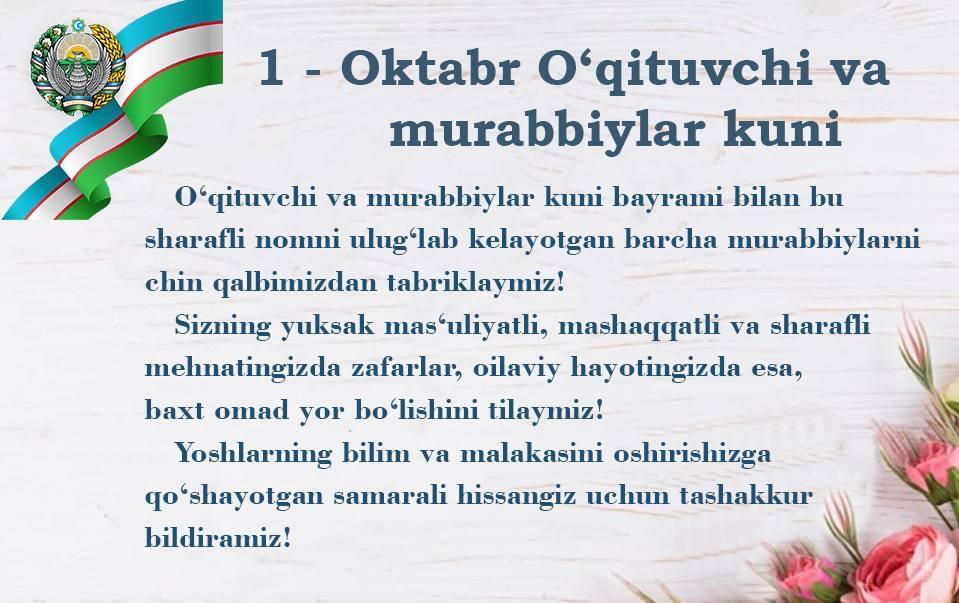 1 - Oktabr O‘qituvchi va
murabbiylar kuni
O‘qituvchi va murabbiylar kuni bayrami bilan bu
sharafli nomni ulug‘lab kelayotgan barcha murabbiylarni
chin qalbimizdan tabriklaymiz!
Sizning yuksak mas‘uliyatli, mashaqqatli va sharafli
mehnatingizda zafarlar, oilaviy hayotingizda esa,
baxt omad yor bo‘lishini tilaymiz!
Yoshlarning bilim va malakasini oshirishizga
qo‘shayotgan samarali hissangiz uchun tashakkur
bildiramiz!